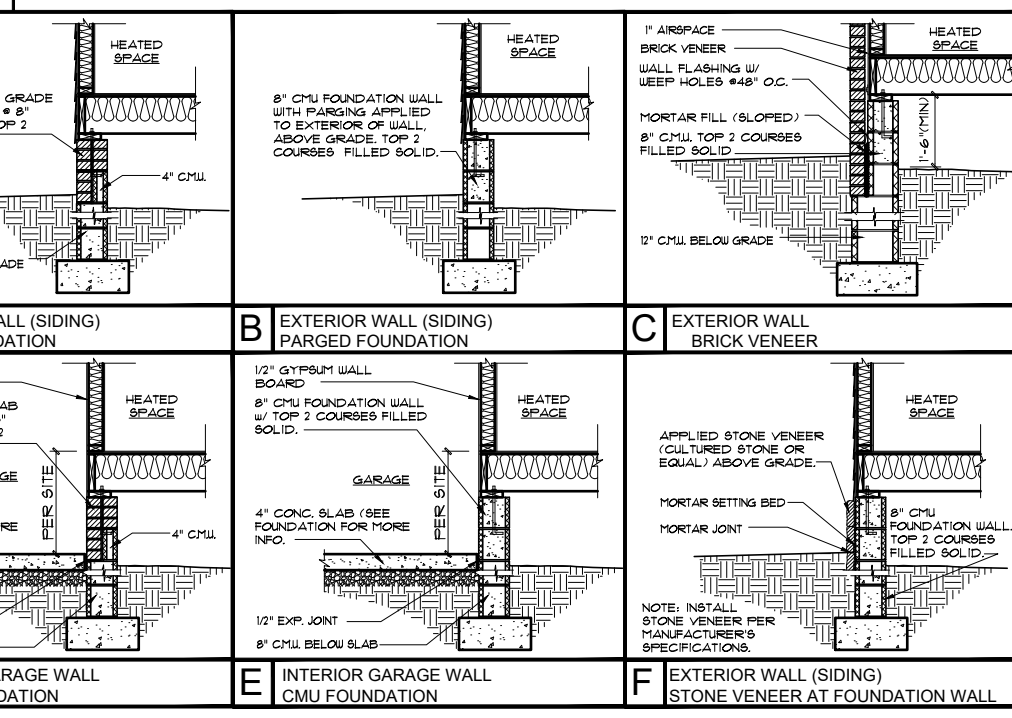 HEATED
SPACE
GRADE
@ 8"
TOP 2
4" C.M.U.
ADE
ALL (SIDING)
DATION
HEATED
SPACE
8" CMU FOUNDATION WALL
WITH PARGING APPLIED
TO EXTERIOR OF WALL,
ABOVE GRADE. TOP 2
COURSES FILLED SOLID.
B
EXTERIOR WALL (SIDING)
PARGED FOUNDATION
1" AIRSPACE
BRICK VENEER
WALL FLASHING W/
WEEP HOLES @48" O.C.
MORTAR FILL (SLOPED)
8" C.M.U. TOP 2 COURSES
FILLED SOLID
12" C.M.U. BELOW GRADE
HEATED
SPACE
1'-6"(MIN)
C
EXTERIOR WALL
BRICK VENEER
HEATED
SPACE
AB
"
2
GE
PER SITE
RE
4" C.M.U.
RAGE WALL
DATION
1/2" GYPSUM WALL
BOARD
8" CMU FOUNDATION WALL
w/ TOP 2 COURSES FILLED
SOLID.
HEATED
SPACE
GARAGE
PER SITE
4" CONC. SLAB (SEE
FOUNDATION FOR MORE
INFO.
1/2" EXP. JOINT
8" C.M.U. BELOW SLAB
E
INTERIOR GARAGE WALL
CMU FOUNDATION
HEATED
SPACE
APPLIED STONE VENEER
(CULTURED STONE OR
EQUAL) ABOVE GRADE.
MORTAR SETTING BED
MORTAR JOINT
8" CMU
FOUNDATION WALL.
TOP 2 COURSES
FILLED SOLID.
NOTE: INSTALL
STONE VENEER PER
MANUFACTURER'S
SPECIFICATIONS.
F
EXTERIOR WALL (SIDING)
STONE VENEER AT FOUNDATION WALL